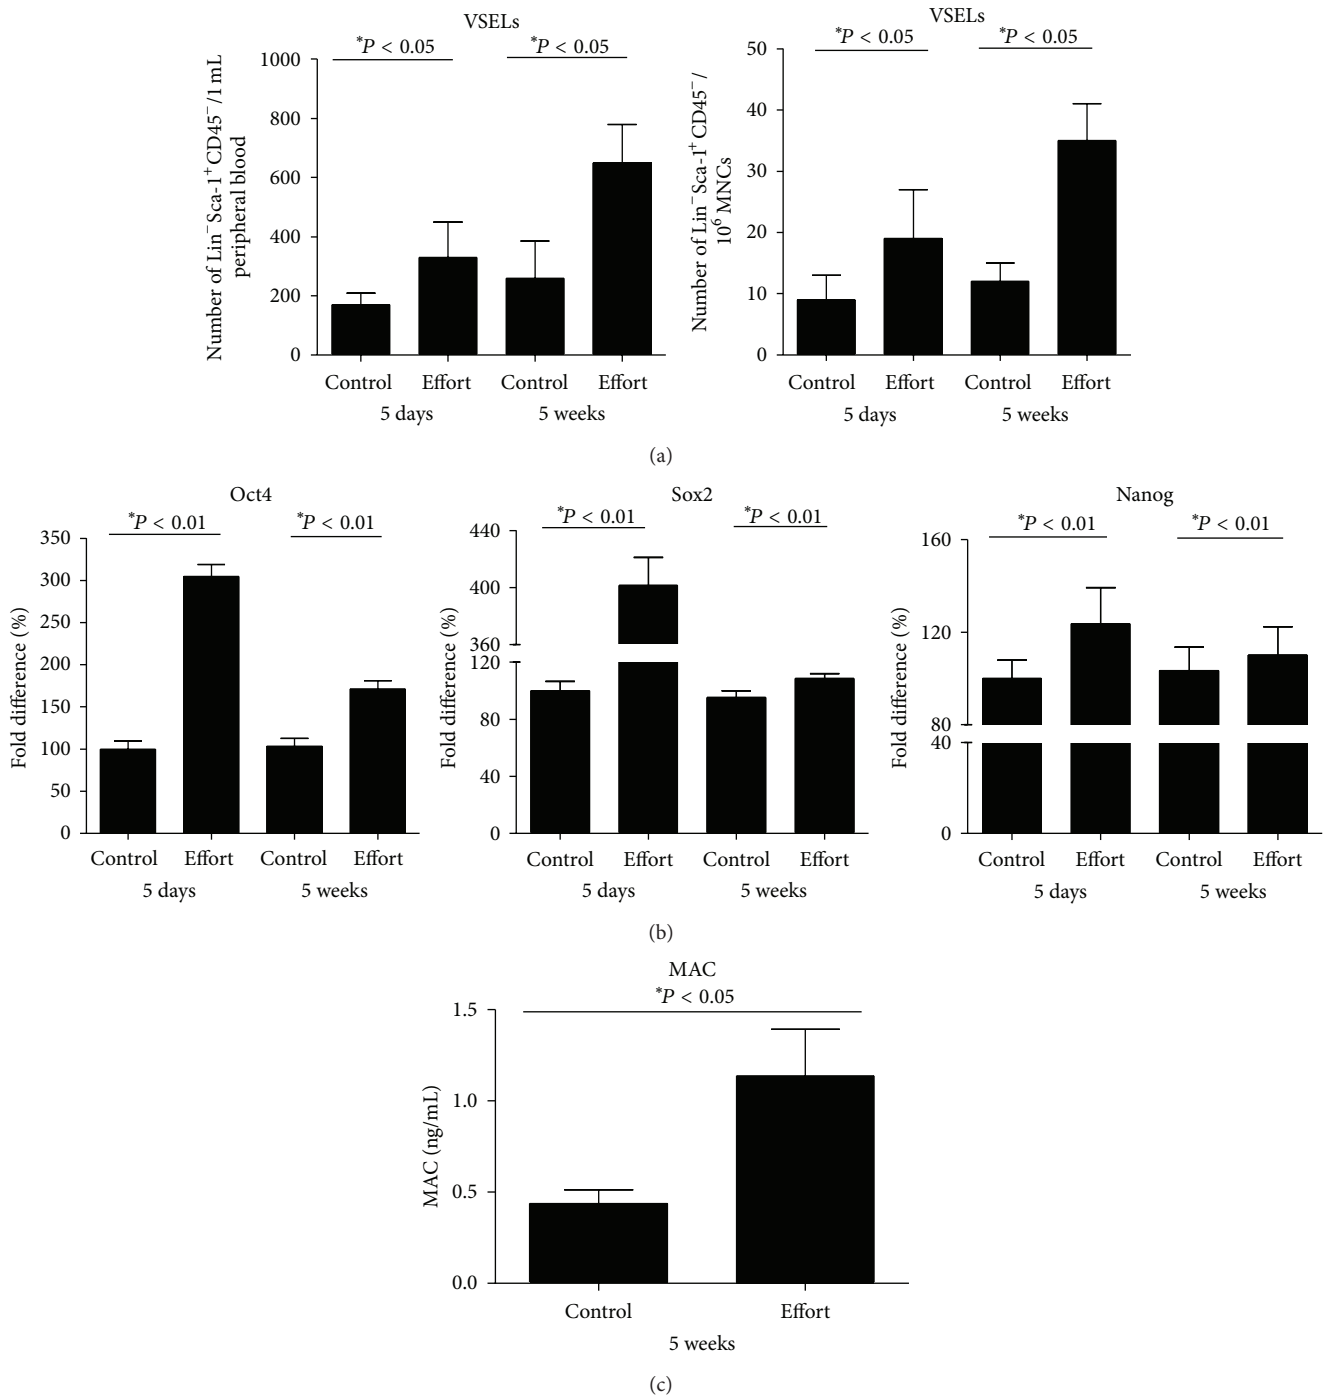 VSELs
*P < 0.05
*P < 0.05
Number of Lin⁻Sca-1⁺CD45⁻/1 mL
peripheral blood
1000
800
600
400
200
0
Control
Effort
Control
Effort
5 days
5 weeks
VSELs
*P < 0.05
*P < 0.05
Number of Lin⁻Sca-1⁺CD45⁻/
10⁶ MNCs
50
40
30
20
10
0
Control
Effort
Control
Effort
5 days
5 weeks
(a)
Oct4
*P < 0.01
*P < 0.01
Fold difference (%)
350
300
250
200
150
100
50
0
Control
Effort
Control
Effort
5 days
5 weeks
Sox2
*P < 0.01
*P < 0.01
Fold difference (%)
440
400
360
120
80
40
0
Control
Effort
Control
Effort
5 days
5 weeks
Nanog
*P < 0.01
*P < 0.01
Fold difference (%)
160
120
80
40
0
Control
Effort
Control
Effort
5 days
5 weeks
(b)
MAC
*P < 0.05
MAC (ng/mL)
1.5
1.0
0.5
0.0
Control
Effort
5 weeks
(c)